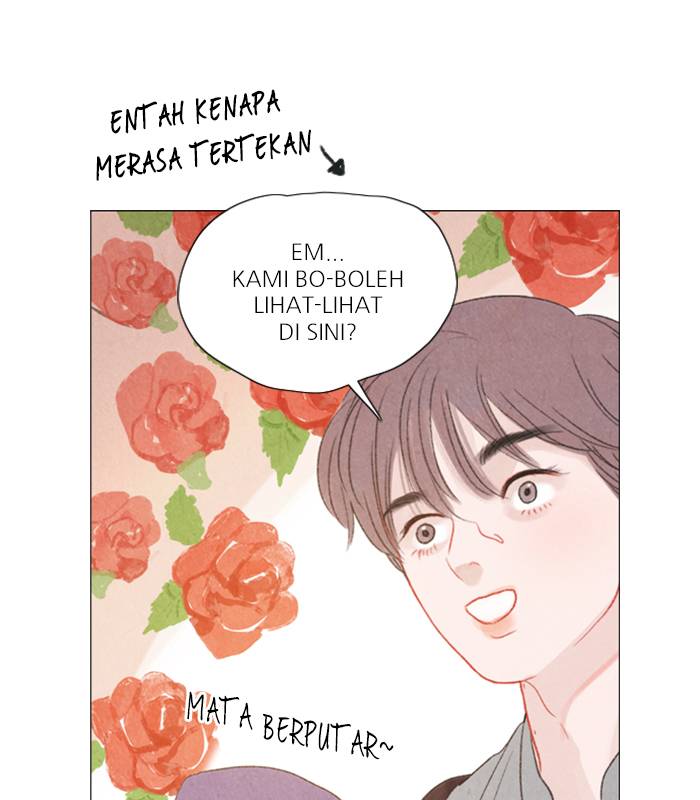 ENTAH KENAPA
MERASA TERTEKAN
EM...
KAMI BO-BOLEH
LIHAT-LIHAT
DI SINI?
MATA BERPUTAR~